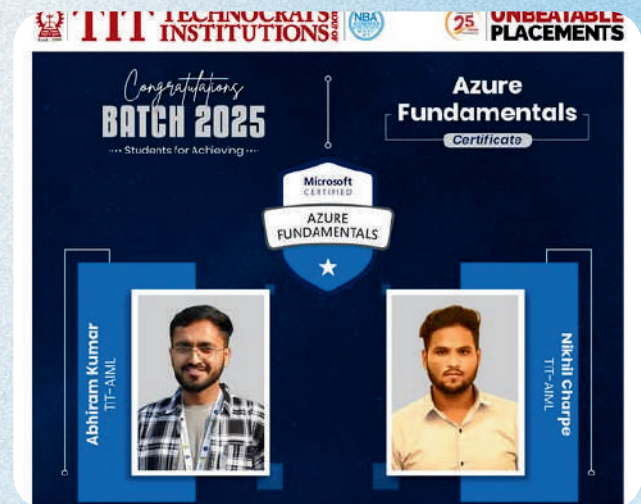 TIT TECHNOCRATS
INSTITUTIONS
NBA
25
UNBEATABLE
PLACEMENTS
Congratulations
BATCH 2025
Students for Achieving
Azure
Fundamentals
Certificate
Microsoft
CERTIFIED
AZURE
FUNDAMENTALS
Abhiram Kumar
TIT-AIML
Nikhil Charpe
TIT-AIML